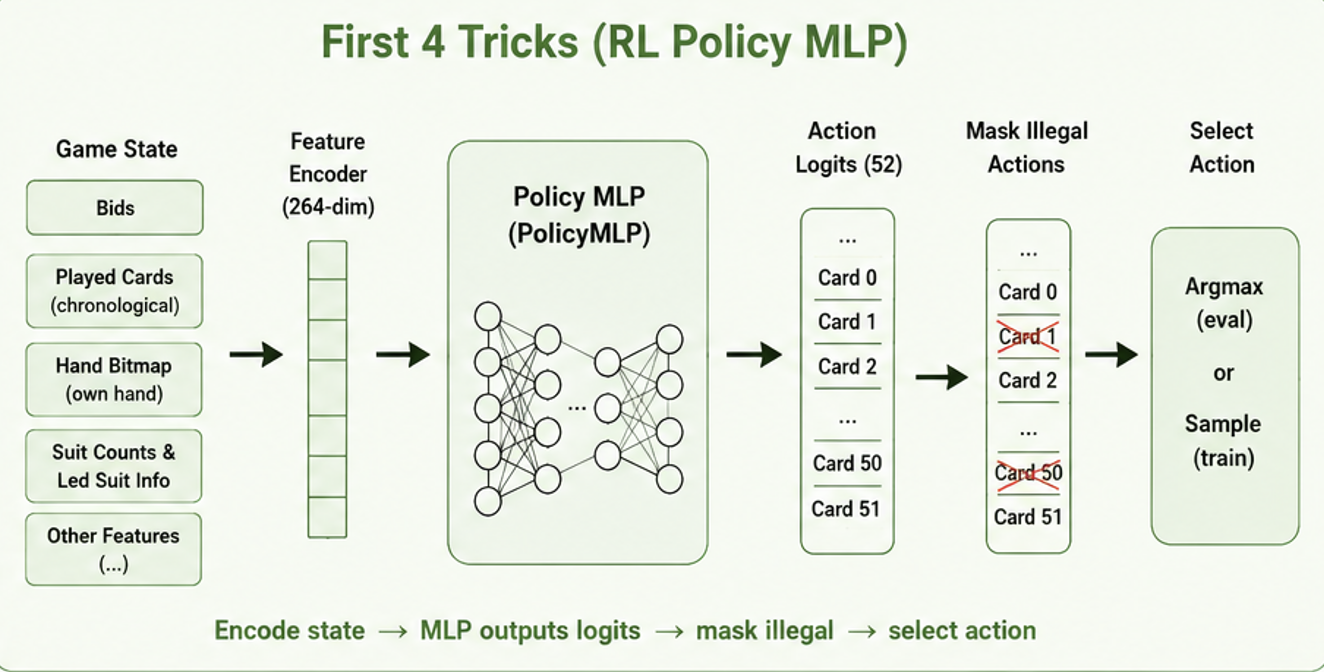 First 4 Tricks (RL Policy MLP)
Game State
Bids
Played Cards
(chronological)
Hand Bitmap
(own hand)
Suit Counts &
Led Suit Info
Other Features
(...)
Feature
Encoder
(264-dim)
Policy MLP
(PolicyMLP)
...
Action
Logits (52)
...
Card 0
Card 1
Card 2
...
Card 50
Card 51
Mask Illegal
Actions
...
Card 0
Card 1
Card 2
...
Card 50
Card 51
Select
Action
Argmax
(eval)
or
Sample
(train)
Encode state → MLP outputs logits → mask illegal → select action